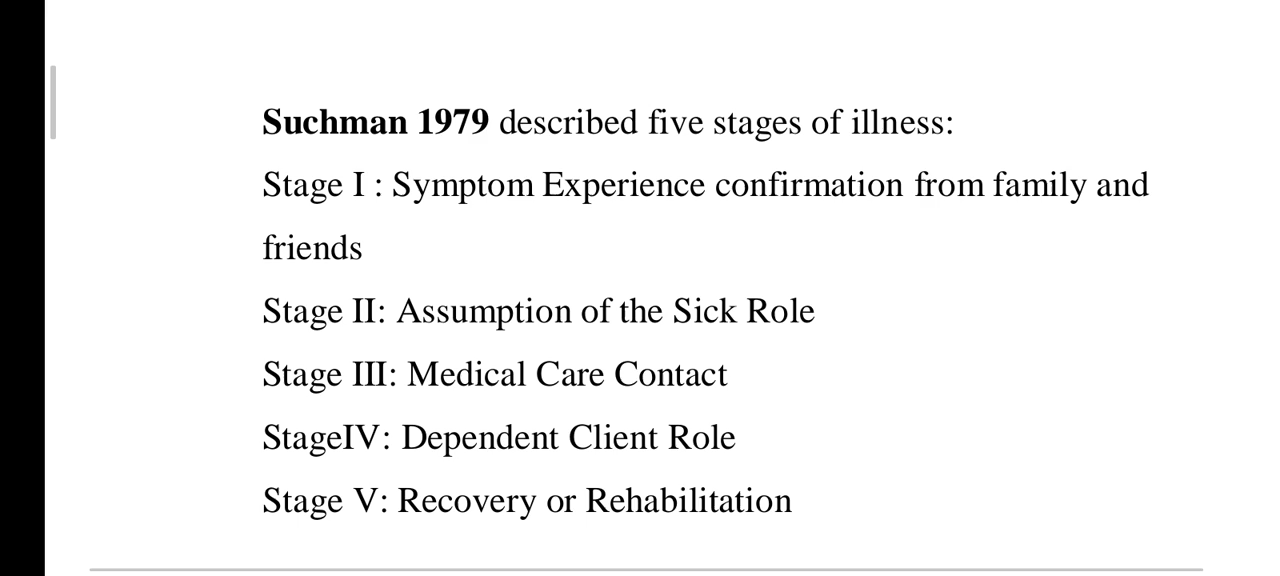 Suchman 1979 described five stages of illness:
Stage I : Symptom Experience confirmation from family and
friends
Stage II: Assumption of the Sick Role
Stage III: Medical Care Contact
StageIV: Dependent Client Role
Stage V: Recovery or Rehabilitation